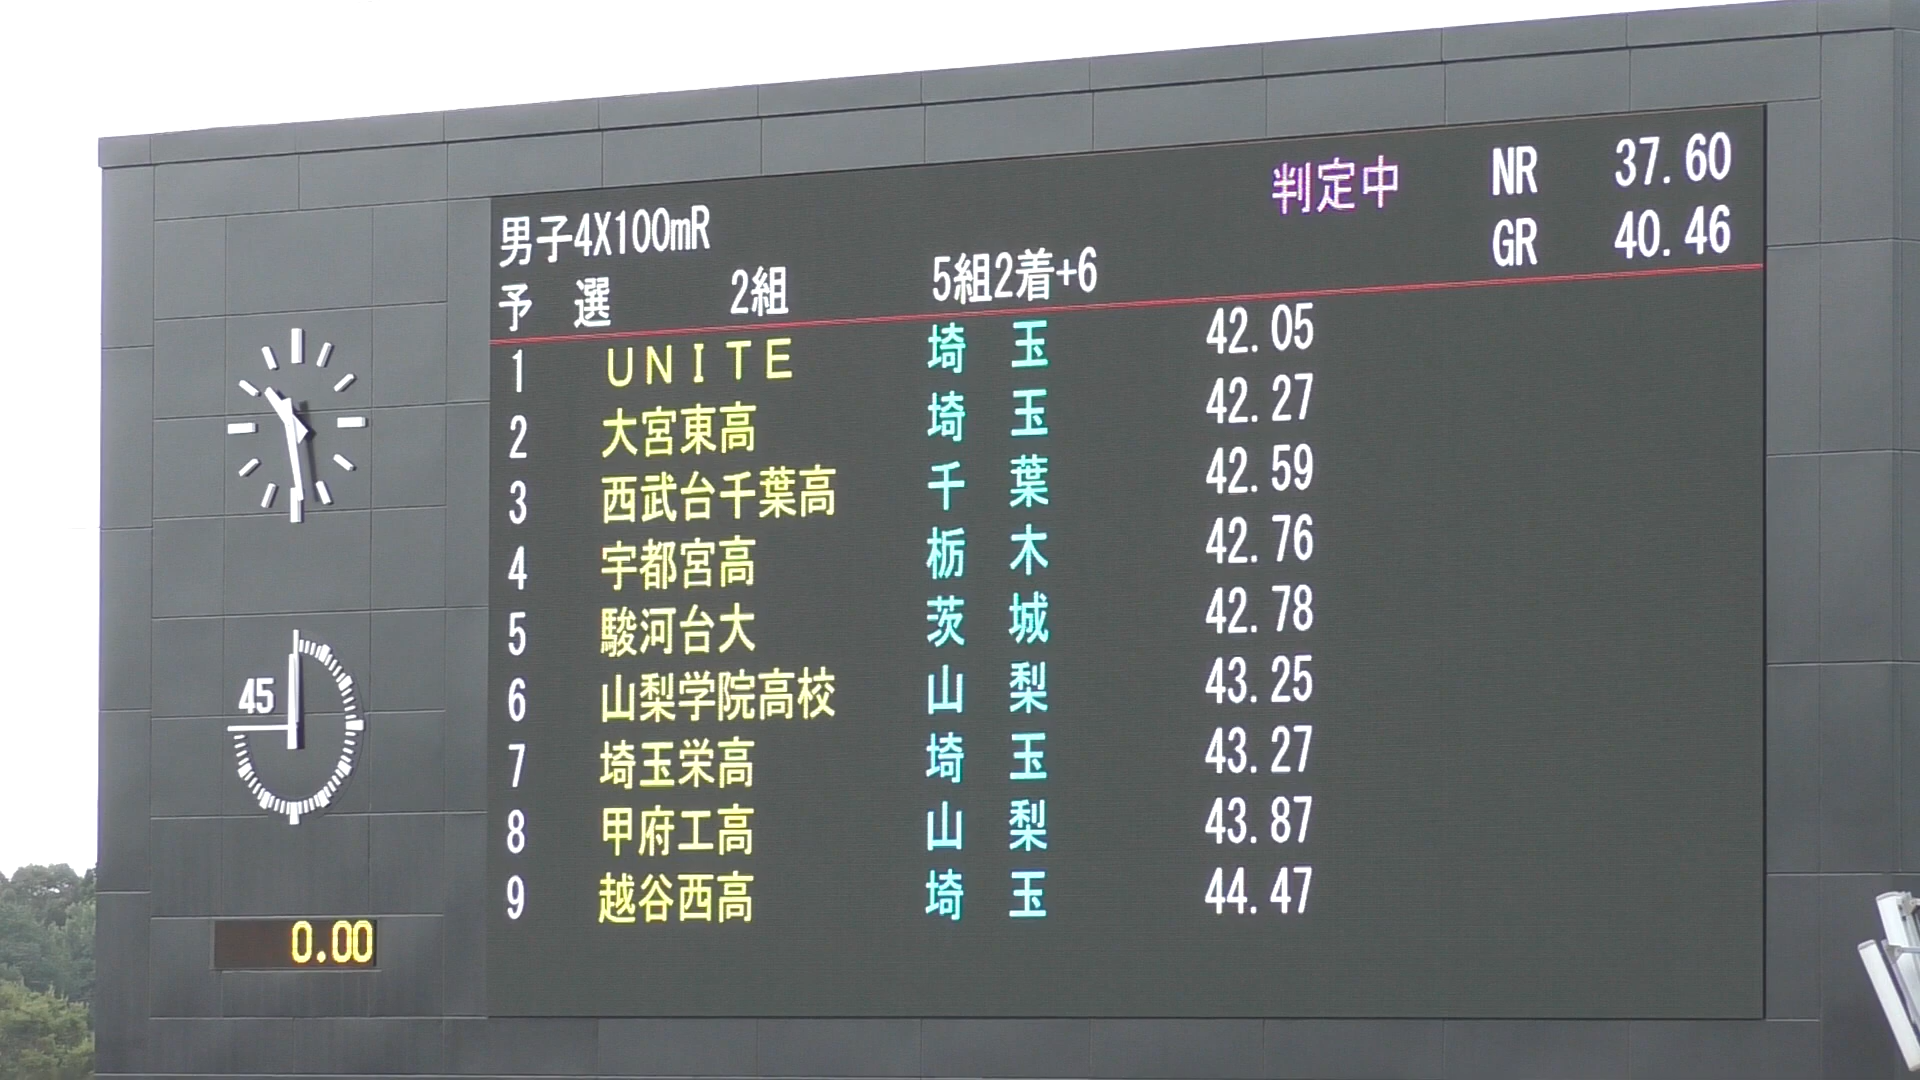 判定中 NR 37.60
男子4X100mR GR 40.46
予 選 2組 5組2着+6
1 UNITE 埼 玉 42.05
2 大宮東高 埼 玉 42.27
3 西武台千葉高 千 葉 42.59
4 宇都宮高 栃 木 42.76
5 駿河台大 茨 城 42.78
6 山梨学院高校 山 梨 43.25
7 埼玉栄高 埼 玉 43.27
8 甲府工高 山 梨 43.87
9 越谷西高 埼 玉 44.47
45
0.00